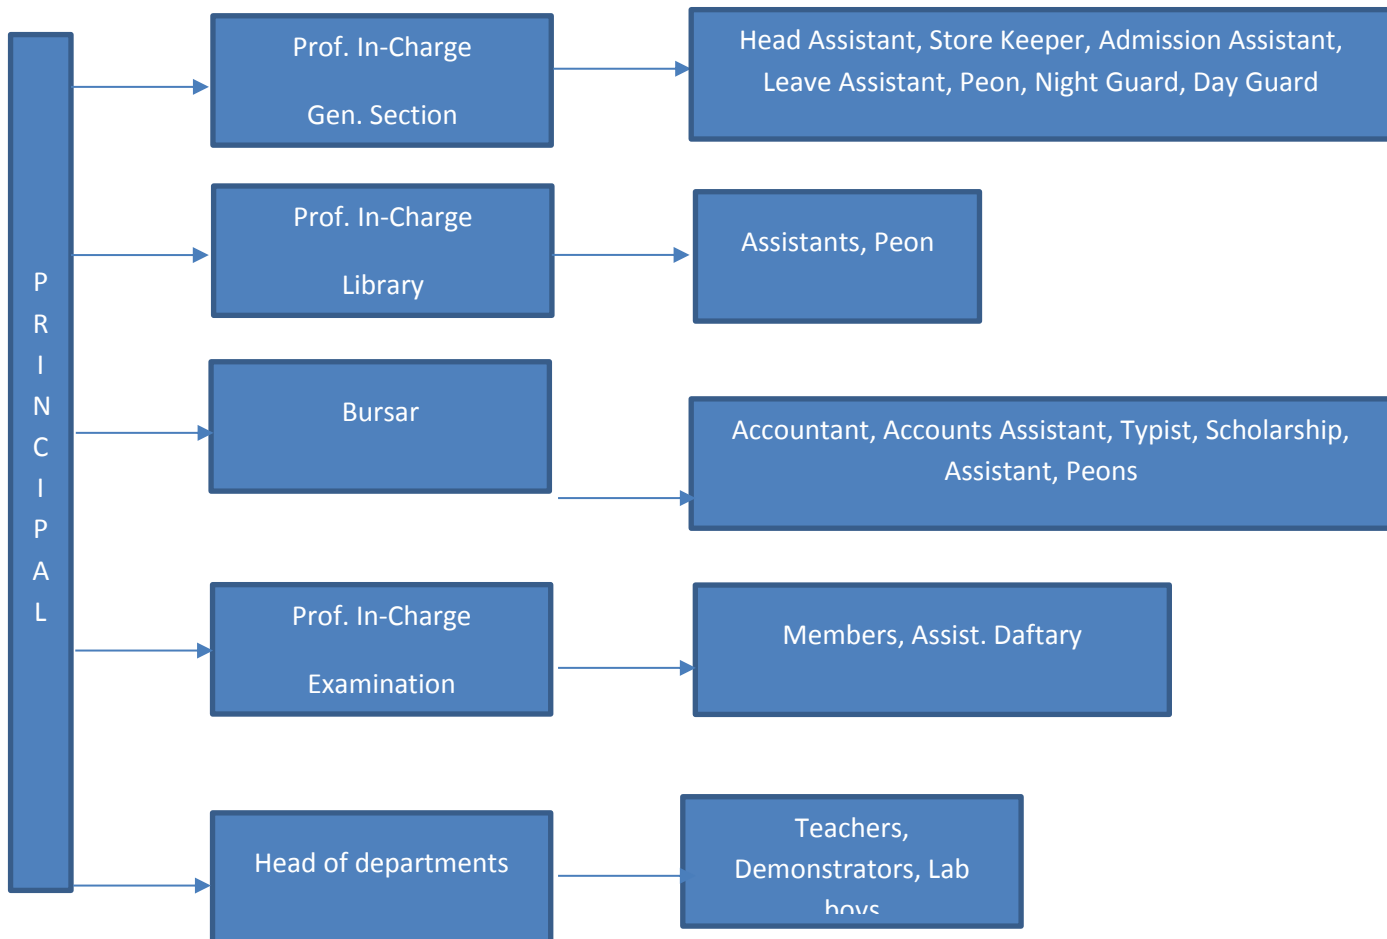 P
R
I
N
C
I
P
A
L
Prof. In-Charge
Gen. Section
Head Assistant, Store Keeper, Admission Assistant,
Leave Assistant, Peon, Night Guard, Day Guard
Prof. In-Charge
Library
Assistants, Peon
Bursar
Accountant, Accounts Assistant, Typist, Scholarship,
Assistant, Peons
Prof. In-Charge
Examination
Members, Assist. Daftary
Head of departments
Teachers,
Demonstrators, Lab
boys